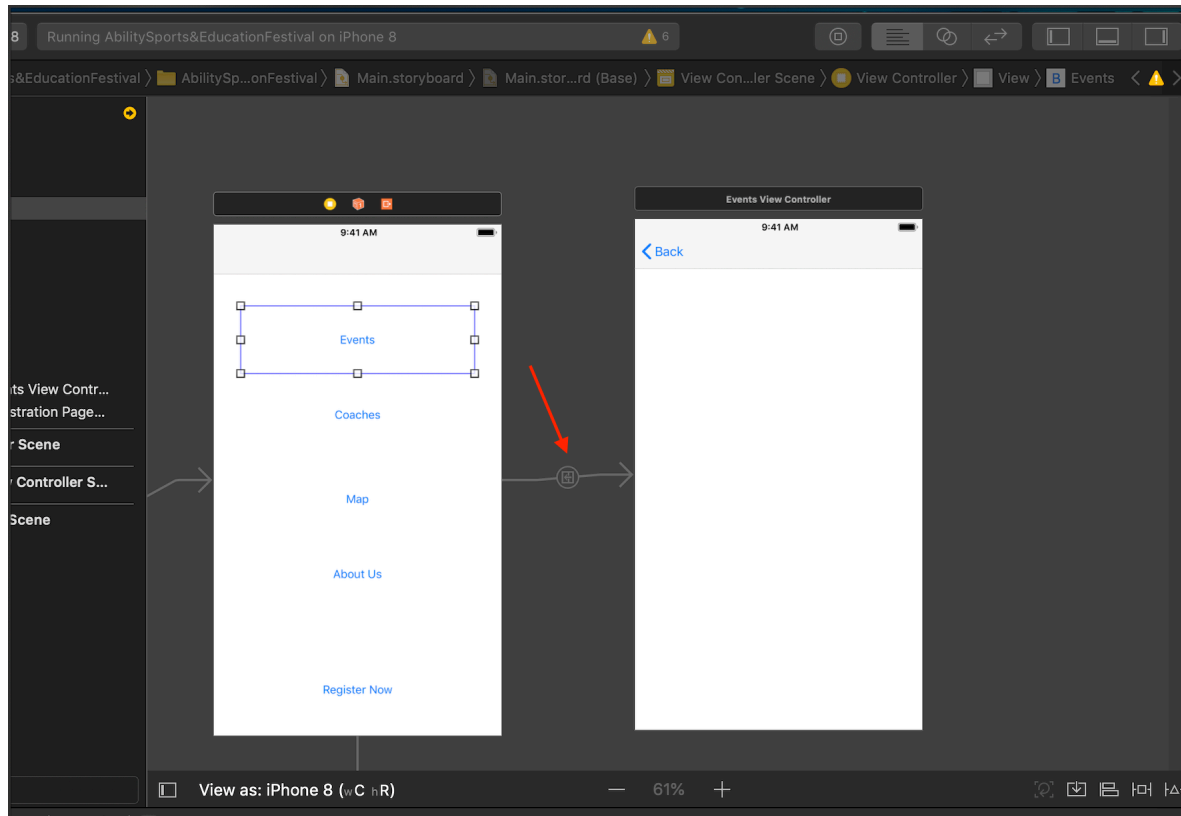 8 Running AbilitySports&EducationFestival on iPhone 8 6
s&EducationFestival AbilitySp...onFestival Main.storyboard Main.stor...rd (Base) View Con...ler Scene View Controller View B Events
Events View Controller
9:41 AM
9:41 AM
Back
Events
Coaches
Map
About Us
Register Now
ts View Contr...
stration Page...
r Scene
Controller S...
Scene
View as: iPhone 8 (wC hR) 61%